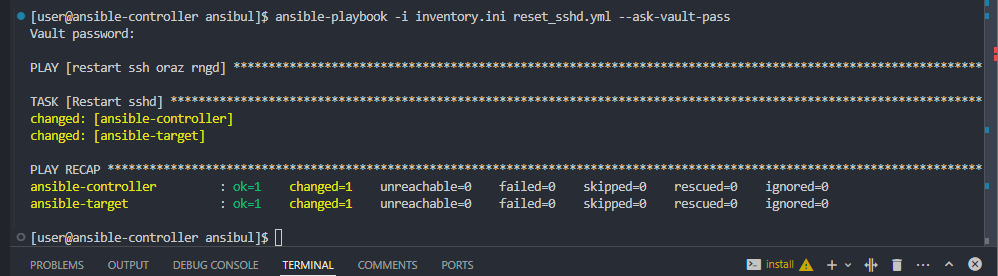 [user@ansible-controller ansibul]$ ansible-playbook -i inventory.ini reset_sshd.yml --ask-vault-pass
Vault password:
PLAY [restart ssh oraz rngd] ****************************************************************************************************************
TASK [Restart sshd] *************************************************************************************************************************
changed: [ansible-controller]
changed: [ansible-target]
PLAY RECAP **********************************************************************************************************************************
ansible-controller : ok=1 changed=1 unreachable=0 failed=0 skipped=0 rescued=0 ignored=0
ansible-target : ok=1 changed=1 unreachable=0 failed=0 skipped=0 rescued=0 ignored=0
[user@ansible-controller ansibul]$
PROBLEMS OUTPUT DEBUG CONSOLE TERMINAL COMMENTS PORTS install